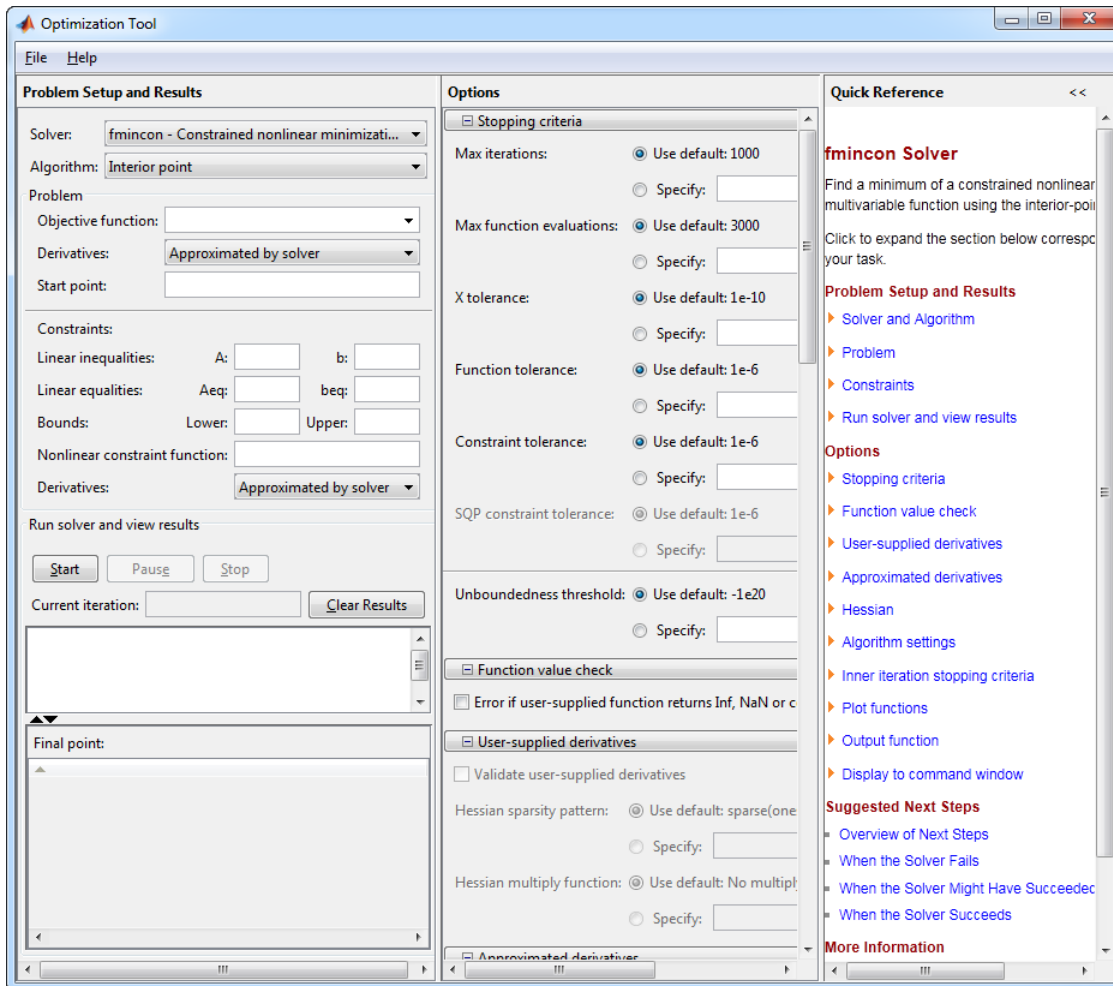 Optimization Tool
File Help
Problem Setup and Results
Solver: fmincon - Constrained nonlinear minimizati...
Algorithm: Interior point
Problem
Objective function:
Derivatives: Approximated by solver
Start point:
Constraints:
Linear inequalities: A: b:
Linear equalities: Aeq: beq:
Bounds: Lower: Upper:
Nonlinear constraint function:
Derivatives: Approximated by solver
Run solver and view results
Start Pause Stop
Current iteration: Clear Results
Final point:
Options
Stopping criteria
Max iterations: Use default: 1000
Specify:
Max function evaluations: Use default: 3000
Specify:
X tolerance: Use default: 1e-10
Specify:
Function tolerance: Use default: 1e-6
Specify:
Constraint tolerance: Use default: 1e-6
Specify:
SQP constraint tolerance: Use default: 1e-6
Specify:
Unboundedness threshold: Use default: -1e20
Specify:
Function value check
Error if user-supplied function returns Inf, NaN or c
User-supplied derivatives
Validate user-supplied derivatives
Hessian sparsity pattern: Use default: sparse(one
Specify:
Hessian multiply function: Use default: No multiply
Specify:
Approximated derivatives
Quick Reference <<
fmincon Solver
Find a minimum of a constrained nonlinear
multivariable function using the interior-poi
Click to expand the section below correspo
your task.
Problem Setup and Results
Solver and Algorithm
Problem
Constraints
Run solver and view results
Options
Stopping criteria
Function value check
User-supplied derivatives
Approximated derivatives
Hessian
Algorithm settings
Inner iteration stopping criteria
Plot functions
Output function
Display to command window
Suggested Next Steps
Overview of Next Steps
When the Solver Fails
When the Solver Might Have Succeeded
When the Solver Succeeds
More Information